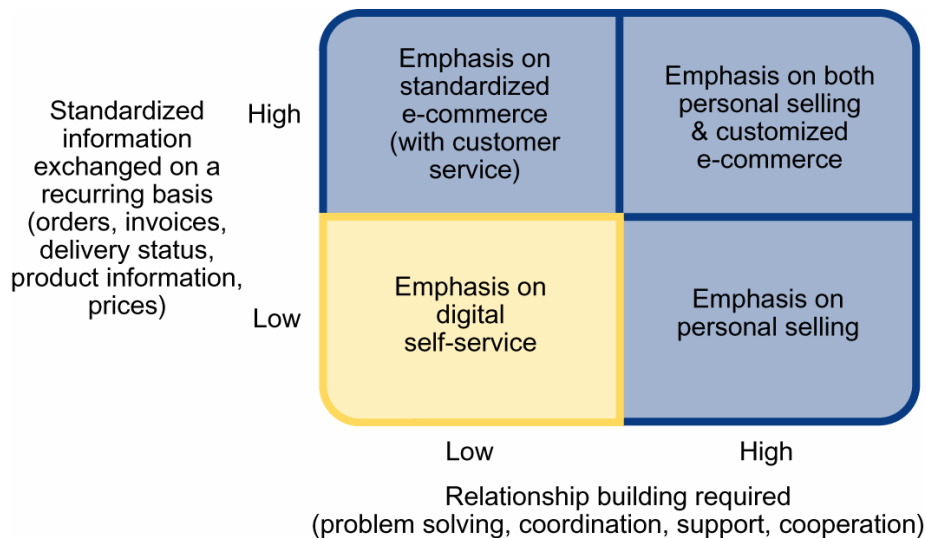 Standardized
information
exchanged on a
recurring basis
(orders, invoices,
delivery status,
product information,
prices)
High
Low
Emphasis on
standardized
e-commerce
(with customer
service)
Emphasis on both
personal selling
& customized
e-commerce
Emphasis on
digital
self-service
Emphasis on
personal selling
Low
High
Relationship building required
(problem solving, coordination, support, cooperation)